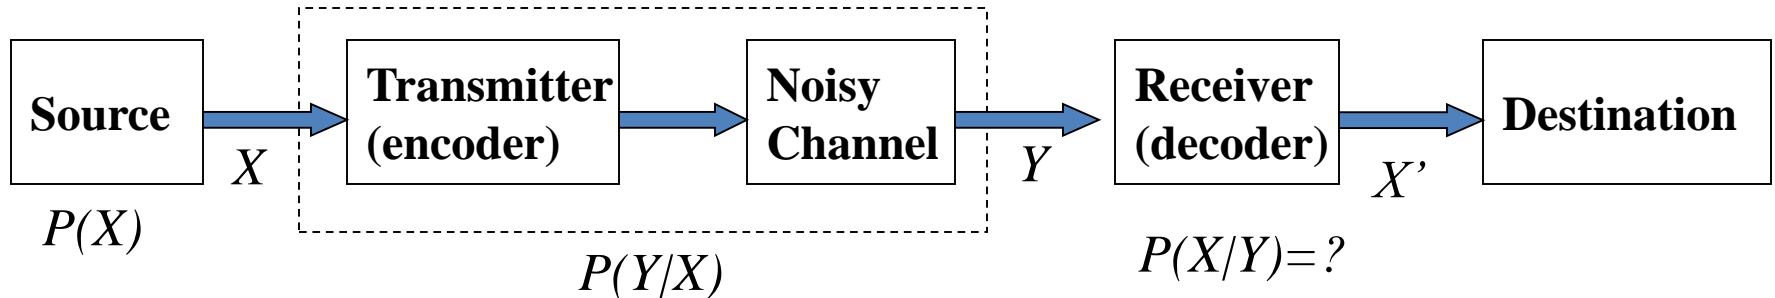 Source
Transmitter
(encoder)
Noisy
Channel
Receiver
(decoder)
Destination
X
Y
X’
P(X)
P(Y/X)
P(X/Y)=?